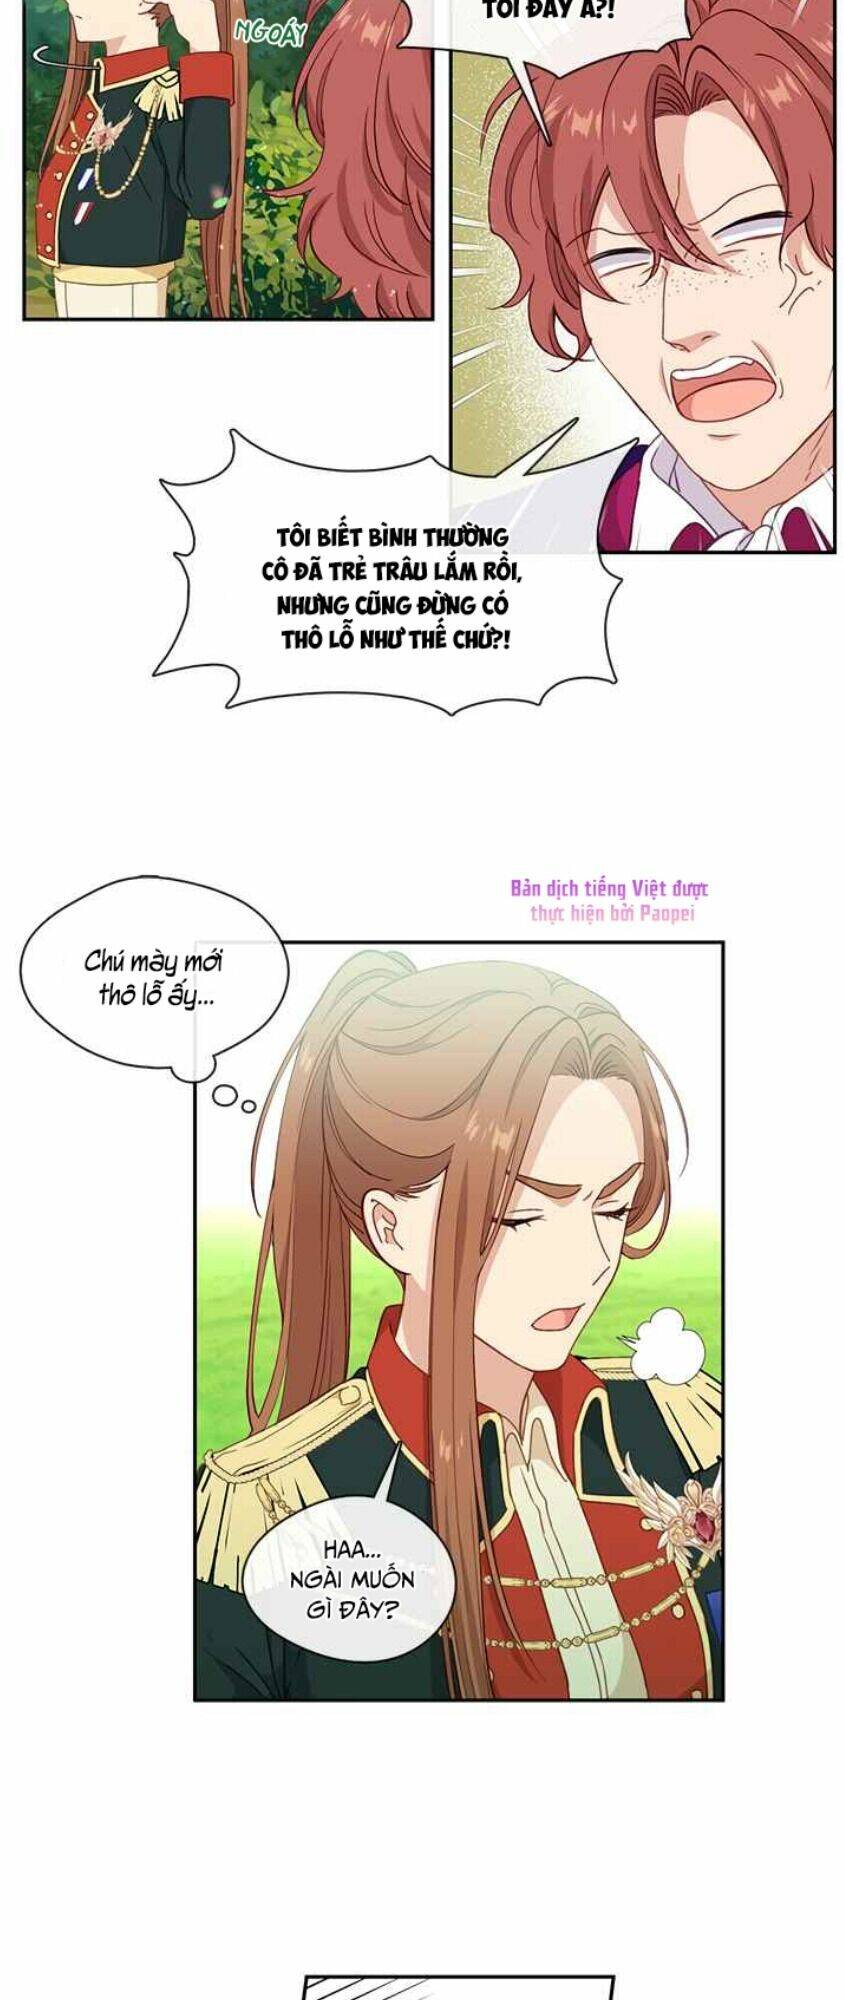 TÔI ĐÂY À?!
NGOÁY
TÔI BIẾT BÌNH THƯỜNG
CÔ ĐÃ TRẺ TRÂU LẮM RỒI,
NHƯNG CŨNG ĐỪNG CÓ
THÔ LỖ NHƯ THẾ CHỨ?!
Bản dịch tiếng Việt được
thực hiện bởi Paopei
Chú mày mới
thô lỗ ấy...
HAA...
NGÀI MUỐN
GÌ ĐÂY?